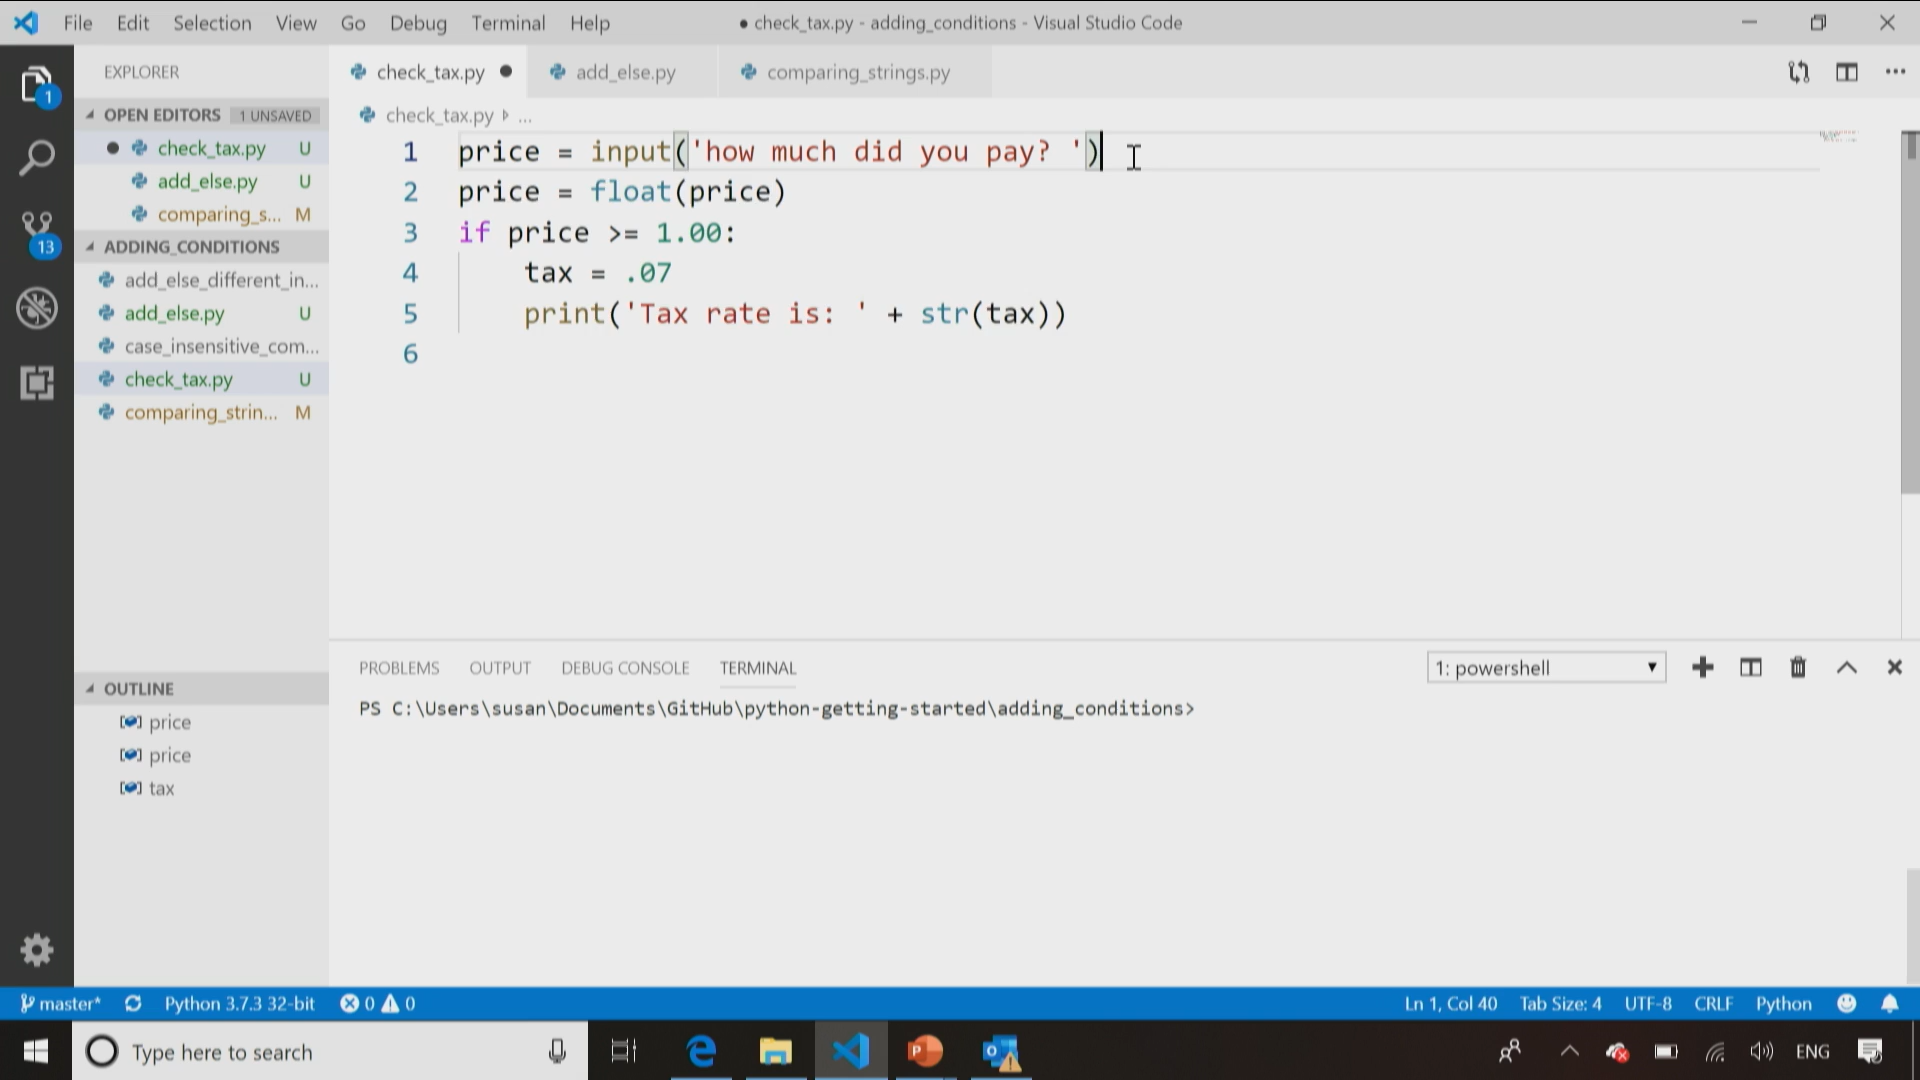 File Edit Selection View Go Debug Terminal Help
● check_tax.py - adding_conditions - Visual Studio Code
EXPLORER
1
OPEN EDITORS 1 UNSAVED
check_tax.py U
add_else.py U
comparing_s... M
13
ADDING_CONDITIONS
add_else_different_in...
add_else.py U
case_insensitive_com...
check_tax.py U
comparing_strin... M
OUTLINE
price
price
tax
check_tax.py ● add_else.py comparing_strings.py
check_tax.py ...
1 price = input('how much did you pay? ')
2 price = float(price)
3 if price >= 1.00:
4 tax = .07
5 print('Tax rate is: ' + str(tax))
6
PROBLEMS OUTPUT DEBUG CONSOLE TERMINAL
1: powershell
PS C:\Users\susan\Documents\GitHub\python-getting-started\adding_conditions>
master* Python 3.7.3 32-bit 0 0
Ln 1, Col 40 Tab Size: 4 UTF-8 CRLF Python
Type here to search
ENG